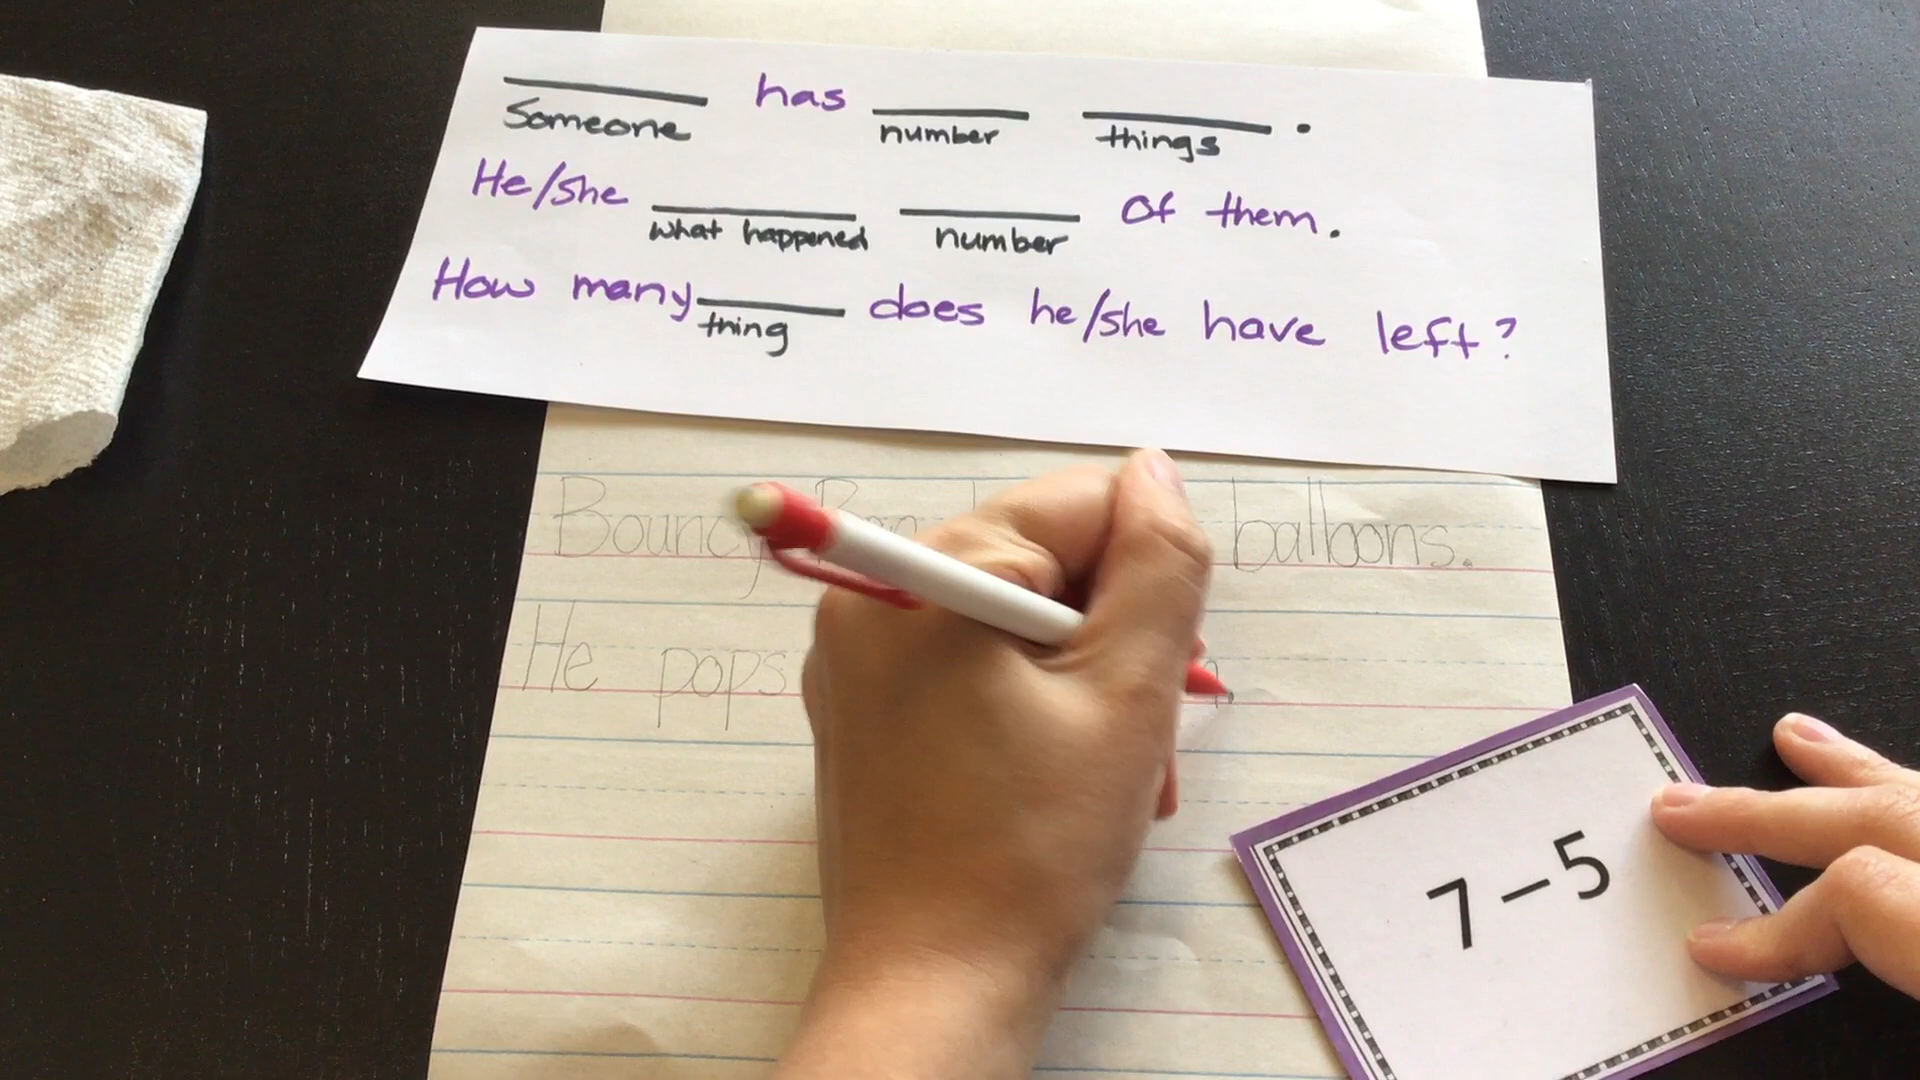 has .
Someone number things
He/she of them.
what happened number
How many does he/she have left?
thing
Bouncy balloons.
He pops
7-5